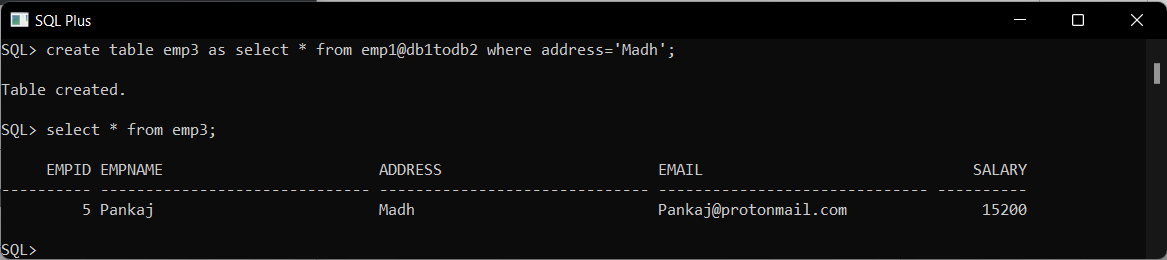 SQL Plus
SQL> create table emp3 as select * from emp1@db1todb2 where address='Madh';
Table created.
SQL> select * from emp3;
     EMPID EMPNAME                        ADDRESS                        EMAIL                              SALARY
---------- ------------------------------ ------------------------------ ------------------------------ ----------
         5 Pankaj                         Madh                           Pankaj@protonmail.com               15200
SQL>